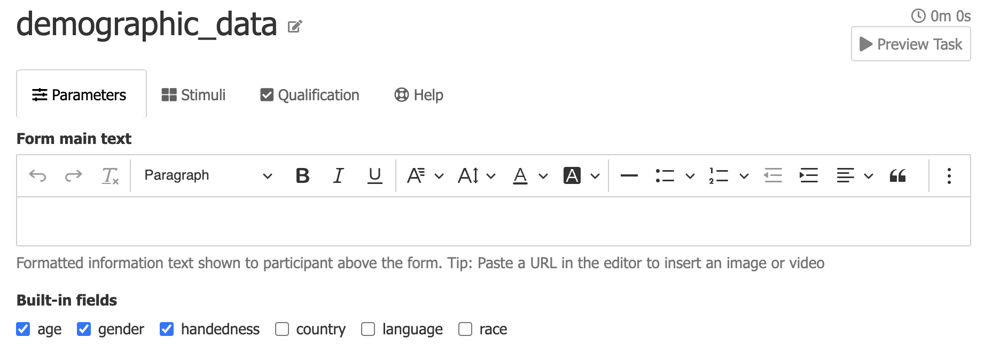 demographic_data
0m 0s
Preview Task
Parameters Stimuli Qualification Help
Form main text
Paragraph
Formatted information text shown to participant above the form. Tip: Paste a URL in the editor to insert an image or video
Built-in fields
age gender handedness country language race